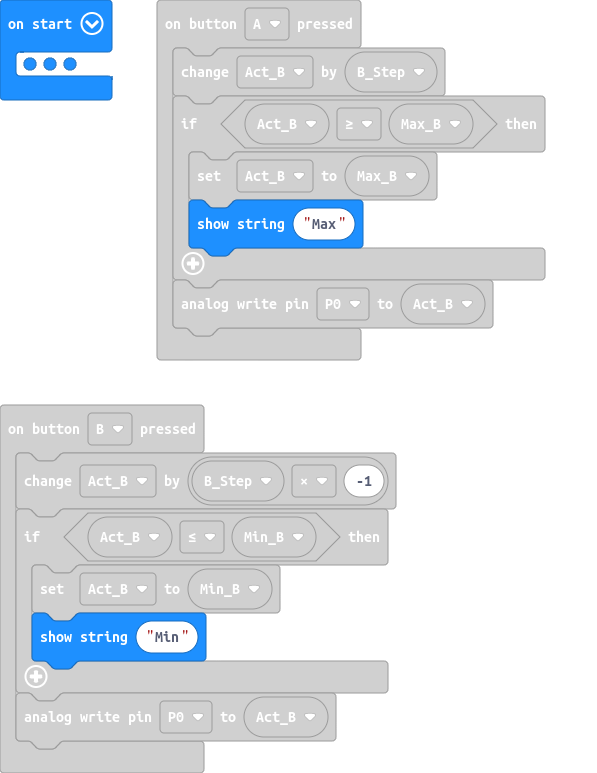 on start
on button A pressed
change Act_B by B_Step
if Act_B ≥ Max_B then
set Act_B to Max_B
show string "Max"
analog write pin P0 to Act_B
on button B pressed
change Act_B by B_Step × -1
if Act_B ≤ Min_B then
set Act_B to Min_B
show string "Min"
analog write pin P0 to Act_B